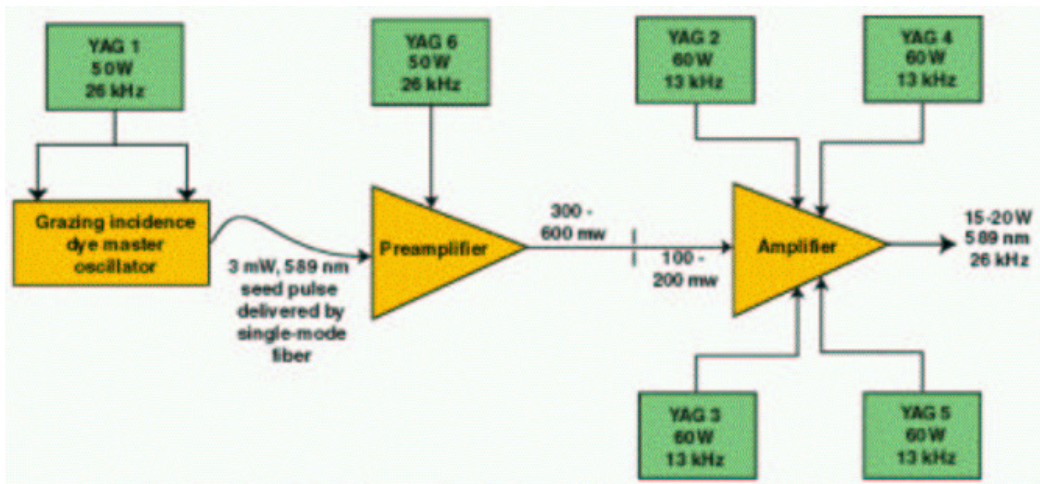 YAG 1
50W
26 kHz
YAG 6
50W
26 kHz
YAG 2
60W
13 kHz
YAG 4
60W
13 kHz
Grazing incidence
dye master
oscillator
3 mW, 589 nm
seed pulse
delivered by
single-mode
fiber
Preamplifier
300 -
600 mw
100 -
200 mw
Amplifier
15-20W
589 nm
26 kHz
YAG 3
60W
13 kHz
YAG 5
60W
13 kHz